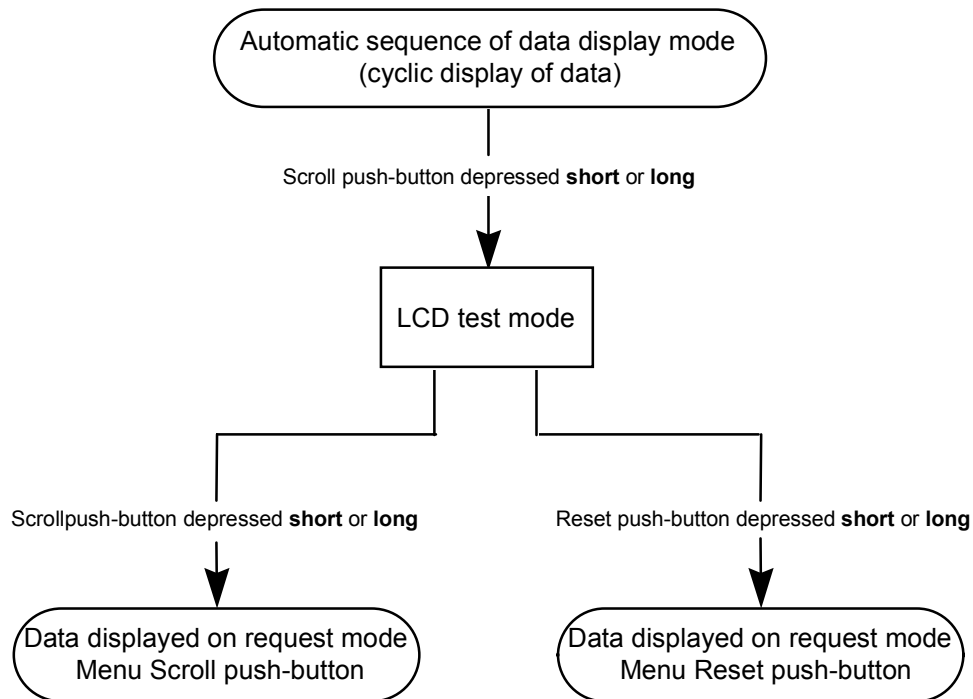 Automatic sequence of data display mode
(cyclic display of data)
Scroll push-button depressed short or long
LCD test mode
Scrollpush-button depressed short or long
Reset push-button depressed short or long
Data displayed on request mode
Menu Scroll push-button
Data displayed on request mode
Menu Reset push-button